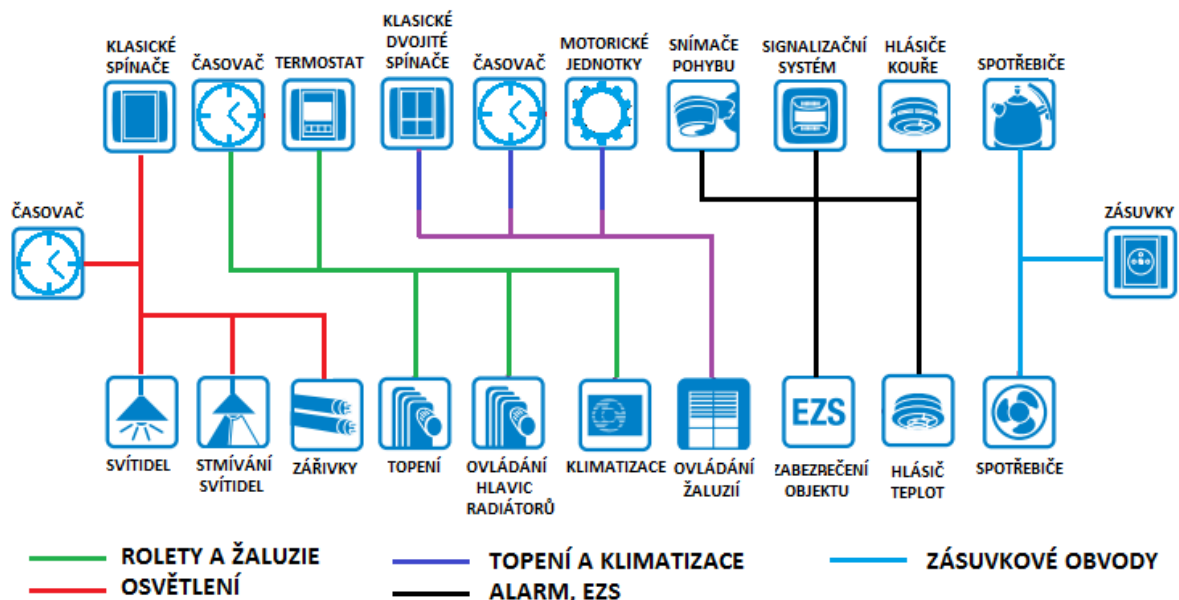 KLASICKÉ
SPÍNAČE
ČASOVAČ
TERMOSTAT
KLASICKÉ
DVOJITÉ
SPÍNAČE
ČASOVAČ
MOTORICKÉ
JEDNOTKY
SNÍMAČE
POHYBU
SIGNALIZAČNÍ
SYSTÉM
HLÁSIČE
KOUŘE
SPOTŘEBIČE
ČASOVAČ
ZÁSUVKY
EZS
SVÍTIDEL
STMÍVÁNÍ
SVÍTIDEL
ZÁŘIVKY
TOPENÍ
OVLÁDÁNÍ
HLAVIC
RADIÁTORŮ
KLIMATIZACE
OVLÁDÁNÍ
ŽALUZIÍ
ZABEZREČENÍ
OBJEKTU
HLÁSIČ
TEPLOT
SPOTŘEBIČE
ROLETY A ŽALUZIE
TOPENÍ A KLIMATIZACE
ZÁSUVKOVÉ OBVODY
OSVĚTLENÍ
ALARM, EZS